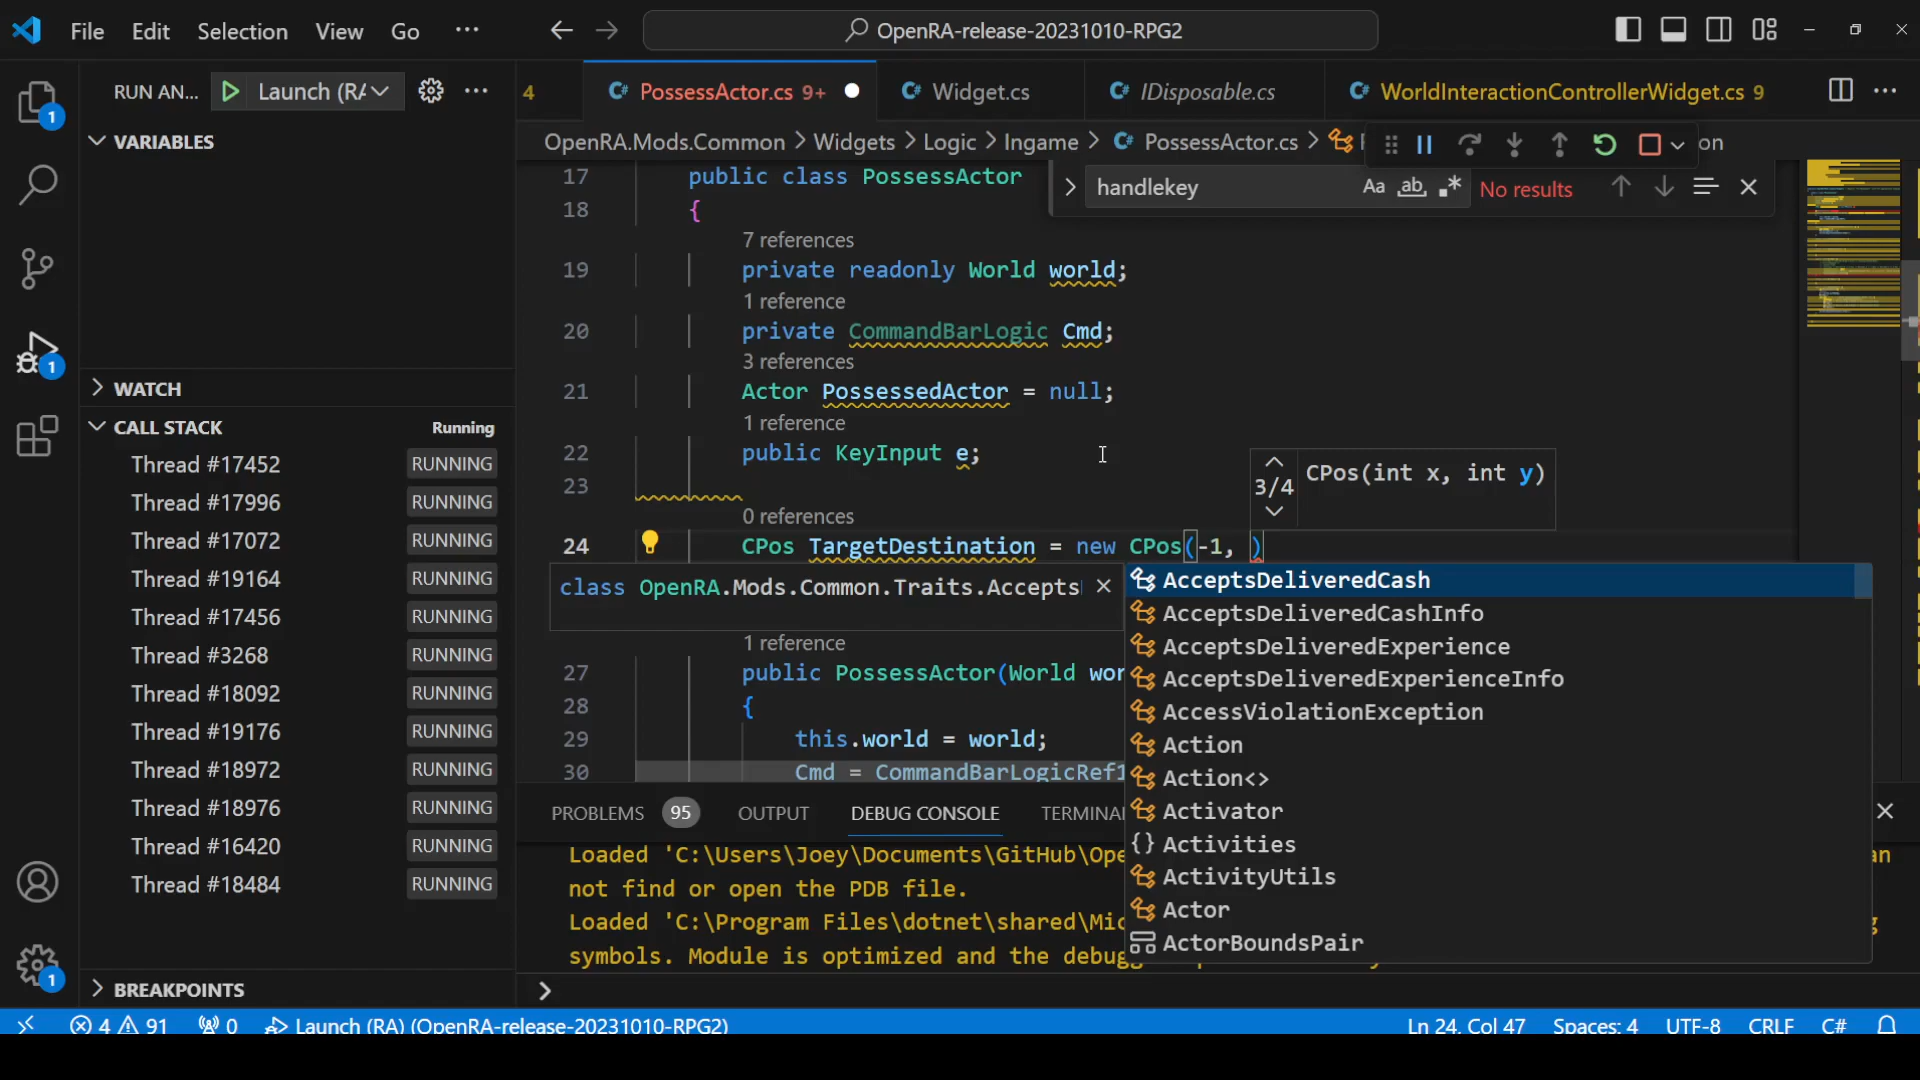 File Edit Selection View Go ··· OpenRA-release-20231010-RPG2
RUN AN... Launch (RA ··· 4 PossessActor.cs 9+ Widget.cs IDisposable.cs WorldInteractionControllerWidget.cs 9 ···
OpenRA.Mods.Common > Widgets > Logic > Ingame > PossessActor.cs > on
handlekey Aa ab No results
VARIABLES
WATCH
CALL STACK Running
Thread #17452 RUNNING
Thread #17996 RUNNING
Thread #17072 RUNNING
Thread #19164 RUNNING
Thread #17456 RUNNING
Thread #3268 RUNNING
Thread #18092 RUNNING
Thread #19176 RUNNING
Thread #18972 RUNNING
Thread #18976 RUNNING
Thread #16420 RUNNING
Thread #18484 RUNNING
BREAKPOINTS
1
1
1
17 public class PossessActor
18 {
7 references
19 private readonly World world;
1 reference
20 private CommandBarLogic Cmd;
3 references
21 Actor PossessedActor = null;
1 reference
22 public KeyInput e;
23
0 references
24 CPos TargetDestination = new CPos(-1, )
3/4 CPos(int x, int y)
class OpenRA.Mods.Common.Traits.Accepts
1 reference
27 public PossessActor(World wor
28 {
29 this.world = world;
30 Cmd = CommandBarLogicRef1
AcceptsDeliveredCash
AcceptsDeliveredCashInfo
AcceptsDeliveredExperience
AcceptsDeliveredExperienceInfo
AccessViolationException
Action
Action<>
Activator
{} Activities
ActivityUtils
Actor
ActorBoundsPair
PROBLEMS 95 OUTPUT DEBUG CONSOLE TERMINA
Loaded 'C:\Users\Joey\Documents\GitHub\Ope an
not find or open the PDB file.
Loaded 'C:\Program Files\dotnet\shared\Mic g
symbols. Module is optimized and the debugg
>
4 91 0 Launch (RA) (OpenRA-release-20231010-RPG2) Ln 24, Col 47 Spaces: 4 UTF-8 CRLF C#